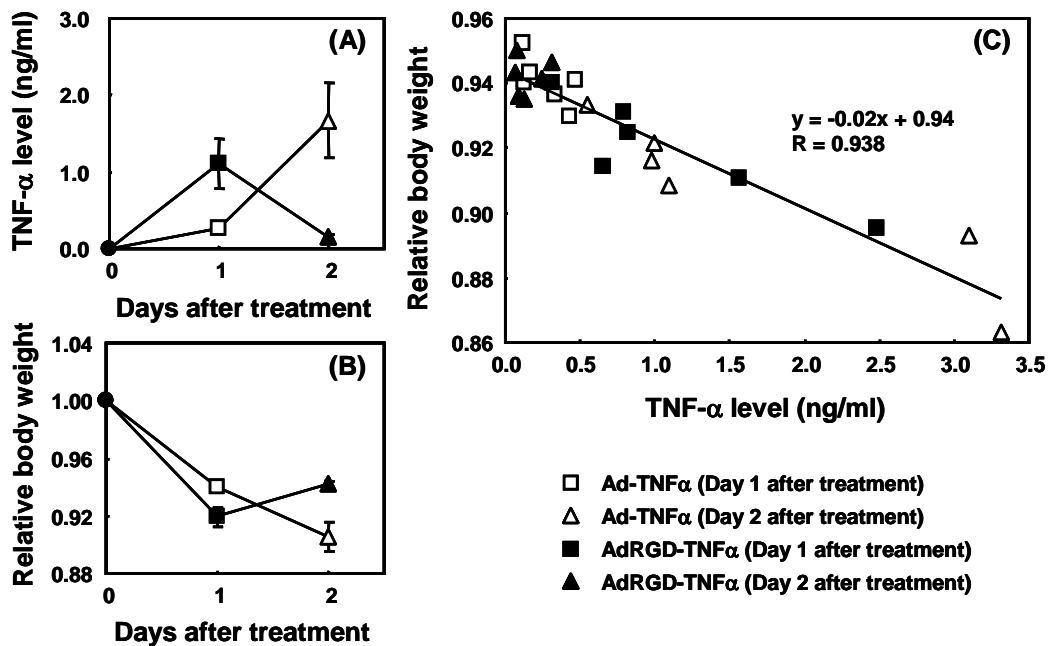 (A)
TNF-α level (ng/ml)
3.0
2.0
1.0
0.0
0
1
2
Days after treatment
(B)
Relative body weight
1.04
1.00
0.96
0.92
0.88
0
1
2
Days after treatment
(C)
Relative body weight
0.96
0.94
0.92
0.90
0.88
0.86
y = -0.02x + 0.94
R = 0.938
0.0 0.5 1.0 1.5 2.0 2.5 3.0 3.5
TNF-α level (ng/ml)
Ad-TNFα (Day 1 after treatment)
Ad-TNFα (Day 2 after treatment)
AdRGD-TNFα (Day 1 after treatment)
AdRGD-TNFα (Day 2 after treatment)